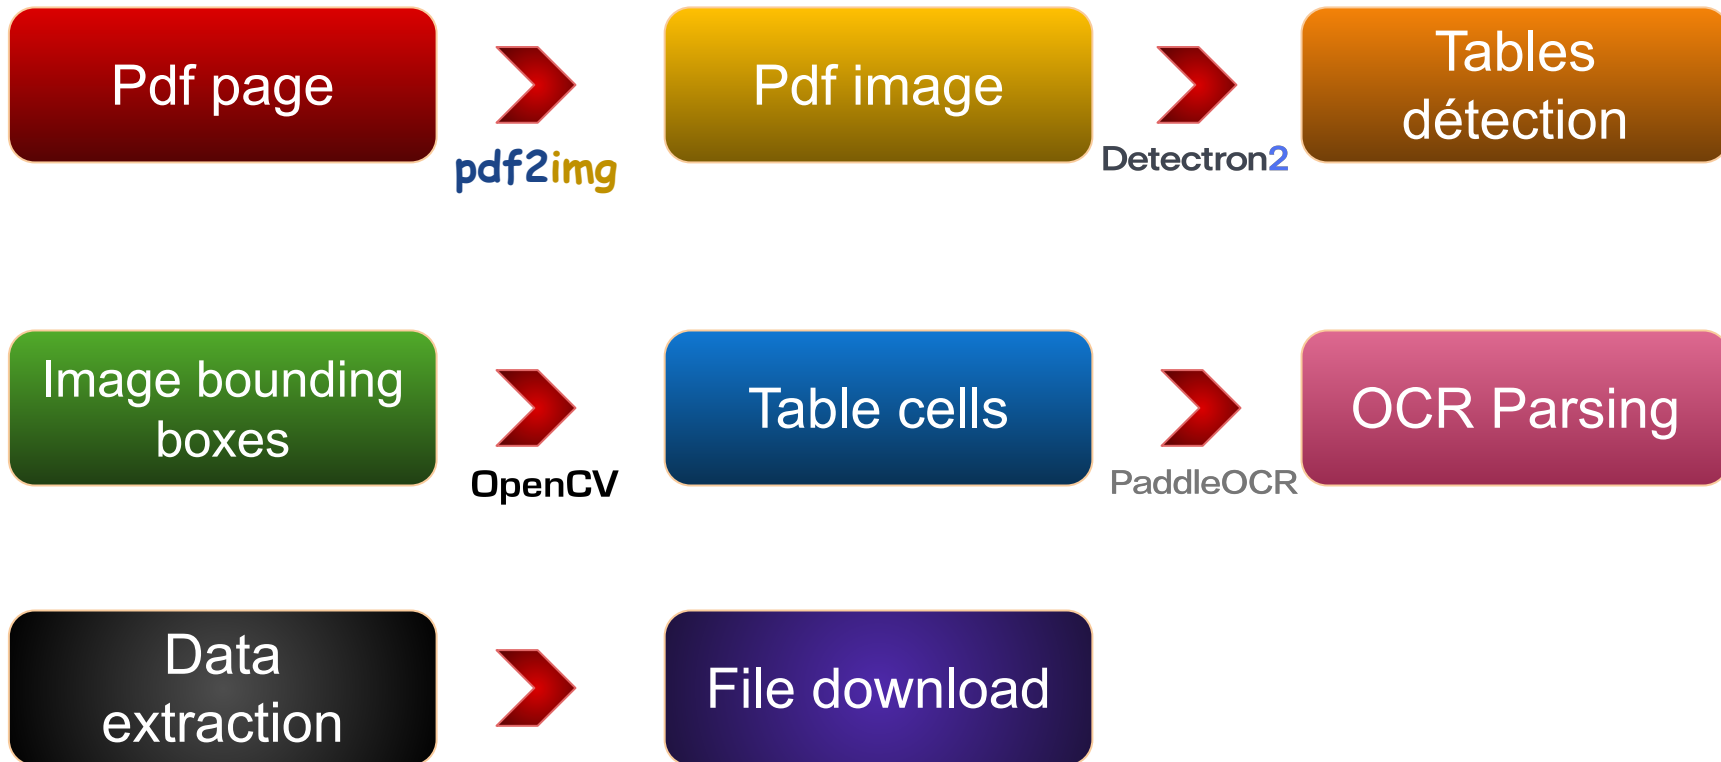 Pdf page
pdf2img
Pdf image
Detectron2
Tables
détection
Image bounding
boxes
OpenCV
Table cells
PaddleOCR
OCR Parsing
Data
extraction
File download